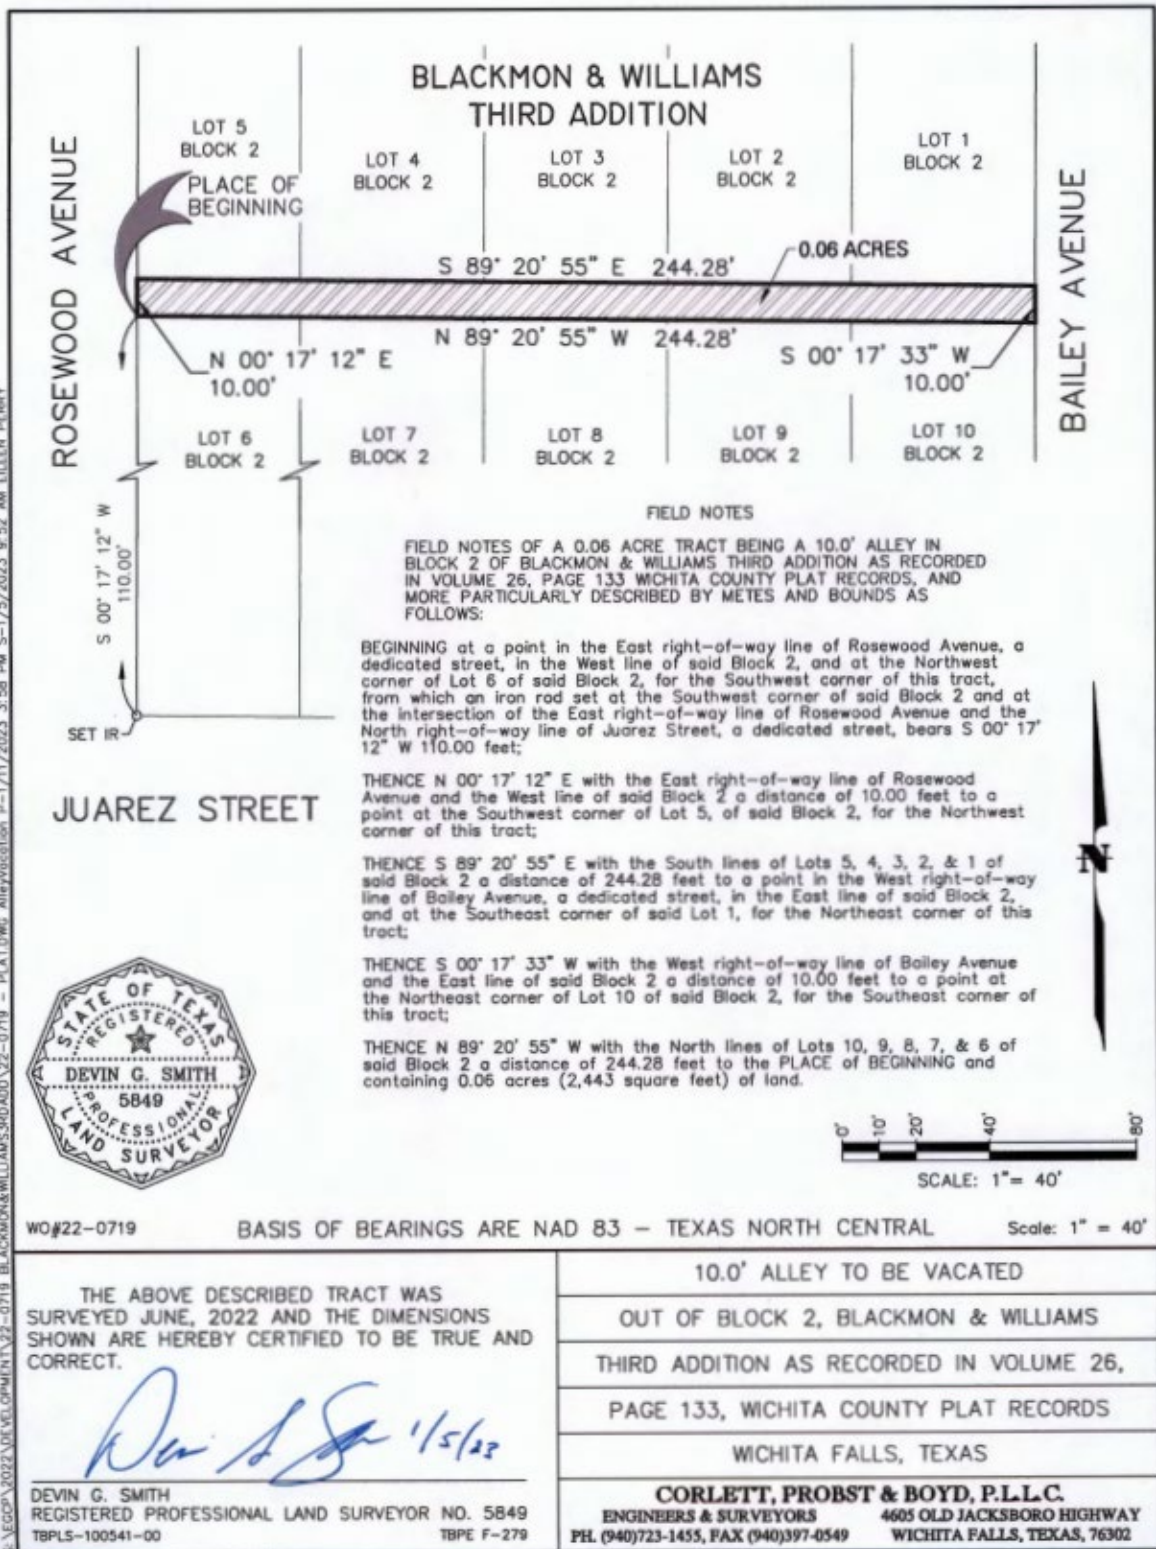 BLACKMON & WILLIAMS
THIRD ADDITION
LOT 5
BLOCK 2
LOT 4
BLOCK 2
LOT 3
BLOCK 2
LOT 2
BLOCK 2
LOT 1
BLOCK 2
PLACE OF
BEGINNING
ROSEWOOD AVENUE
BAILEY AVENUE
0.06 ACRES
S 89° 20' 55" E 244.28'
N 89° 20' 55" W 244.28'
N 00° 17' 12" E
10.00'
S 00° 17' 33" W
10.00'
LOT 6
BLOCK 2
LOT 7
BLOCK 2
LOT 8
BLOCK 2
LOT 9
BLOCK 2
LOT 10
BLOCK 2
S 00° 17' 12" W
110.00'
SET IR
JUAREZ STREET
FIELD NOTES
FIELD NOTES OF A 0.06 ACRE TRACT BEING A 10.0' ALLEY IN
BLOCK 2 OF BLACKMON & WILLIAMS THIRD ADDITION AS RECORDED
IN VOLUME 26, PAGE 133 WICHITA COUNTY PLAT RECORDS, AND
MORE PARTICULARLY DESCRIBED BY METES AND BOUNDS AS
FOLLOWS:
BEGINNING at a point in the East right-of-way line of Rosewood Avenue, a
dedicated street, in the West line of said Block 2, and at the Northwest
corner of Lot 6 of said Block 2, for the Southwest corner of this tract,
from which an iron rod set at the Southwest corner of said Block 2 and at
the intersection of the East right-of-way line of Rosewood Avenue and the
North right-of-way line of Juarez Street, a dedicated street, bears S 00° 17'
12" W 110.00 feet;
THENCE N 00° 17' 12" E with the East right-of-way line of Rosewood
Avenue and the West line of said Block 2 a distance of 10.00 feet to a
point at the Southwest corner of Lot 5, of said Block 2, for the Northwest
corner of this tract;
THENCE S 89° 20' 55" E with the South lines of Lots 5, 4, 3, 2, & 1 of
said Block 2 a distance of 244.28 feet to a point in the West right-of-way
line of Bailey Avenue, a dedicated street, in the East line of said Block 2,
and at the Southeast corner of said Lot 1, for the Northeast corner of this
tract;
THENCE S 00° 17' 33" W with the West right-of-way line of Bailey Avenue
and the East line of said Block 2 a distance of 10.00 feet to a point at
the Northeast corner of Lot 10 of said Block 2, for the Southeast corner of
this tract;
THENCE N 89° 20' 55" W with the North lines of Lots 10, 9, 8, 7, & 6 of
said Block 2 a distance of 244.28 feet to the PLACE of BEGINNING and
containing 0.06 acres (2,443 square feet) of land.
N
STATE OF TEXAS
REGISTERED
DEVIN G. SMITH
5849
PROFESSIONAL
LAND SURVEYOR
0' 10' 20' 40' 80'
SCALE: 1"= 40'
WO#22-0719
BASIS OF BEARINGS ARE NAD 83 – TEXAS NORTH CENTRAL
Scale: 1" = 40'
THE ABOVE DESCRIBED TRACT WAS
SURVEYED JUNE, 2022 AND THE DIMENSIONS
SHOWN ARE HEREBY CERTIFIED TO BE TRUE AND
CORRECT.
1/5/23
DEVIN G. SMITH
REGISTERED PROFESSIONAL LAND SURVEYOR NO. 5849
TBPLS-100541-00 TBPE F-279
10.0' ALLEY TO BE VACATED
OUT OF BLOCK 2, BLACKMON & WILLIAMS
THIRD ADDITION AS RECORDED IN VOLUME 26,
PAGE 133, WICHITA COUNTY PLAT RECORDS
WICHITA FALLS, TEXAS
CORLETT, PROBST & BOYD, P.L.L.C.
ENGINEERS & SURVEYORS 4605 OLD JACKSBORO HIGHWAY
PH. (940)723-1455, FAX (940)397-0549 WICHITA FALLS, TEXAS, 76302